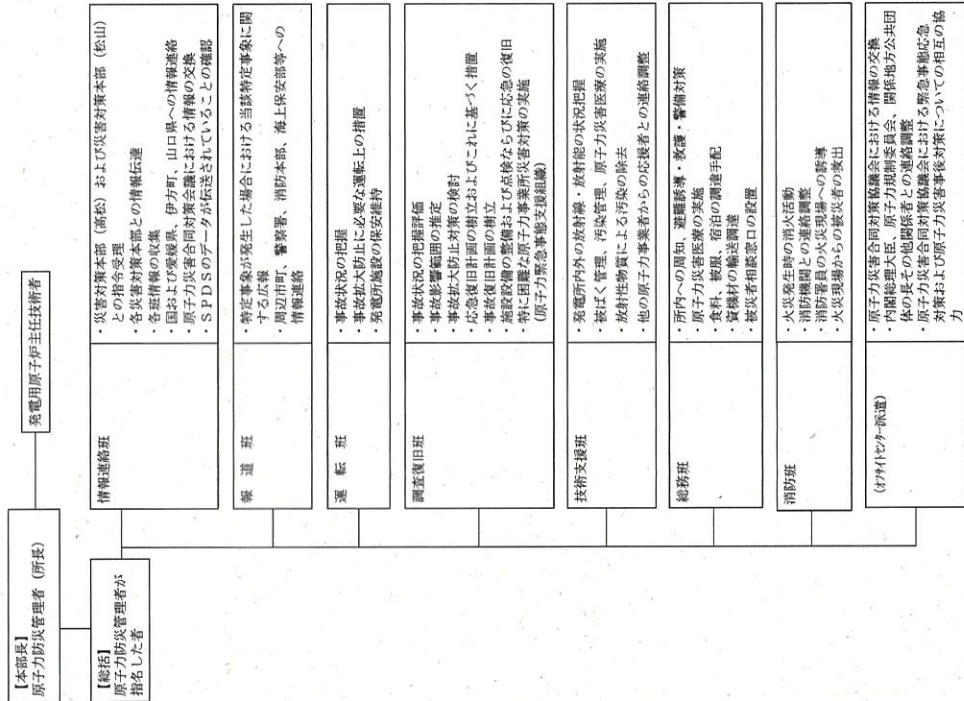 【本部長】
原子力防災管理者（所長）
発電用原子炉主任技術者
【総括】
原子力防災管理者が
指名した者
情報連絡班
・災害対策本部（高松）および災害対策本部（松山）
との指令受理
・各災害対策本部との情報伝達
・各班情報の収集
・国および愛媛県、伊方町、山口県への情報連絡
・原子力災害合同対策会議における情報の交換
・ＳＰＤＳのデータが伝送されていることの確認
報道班
・特定事象が発生した場合における当該特定事象に関
する広報
・周辺市町、警察署、消防本部、海上保安部等への
情報連絡
運転班
・事故状況の把握
・事故拡大防止に必要な運転上の措置
・発電所施設の保安維持
調査復旧班
・事故状況の把握評価
・事故影響範囲の推定
・事故拡大防止対策の検討
・応急復旧計画の樹立およびこれに基づく措置
・事故復旧計画の樹立
・施設設備の整備および点検ならびに応急の復旧
・特に困難な原子力事業所災害対策の実施
（原子力緊急事態支援組織）
技術支援班
・発電所内外の放射線・放射能の状況把握
・被ばく管理、汚染管理、原子力災害医療の実施
・放射性物質による汚染の除去
・他の原子力事業者からの応援者との連絡調整
総務班
・所内への周知、避難誘導・救護・警備対策
・原子力災害医療の実施
・食料、被服、宿泊の調達手配
・資機材の輸送調達
・被災者相談窓口の設置
消防班
・火災発生時の消火活動
・消防機関との連絡調整
・消防署員の火災現場への誘導
・火災現場からの被災者の救出
（ｵﾌｻｲﾄｾﾝﾀｰ派遣）
・原子力災害合同対策協議会における情報の交換
・内閣総理大臣、原子力規制委員会、関係地方公共団
体の長その他関係者との連絡調整
・原子力災害合同対策協議会における緊急事態応急
対策および原子力災害事後対策についての相互の協
力